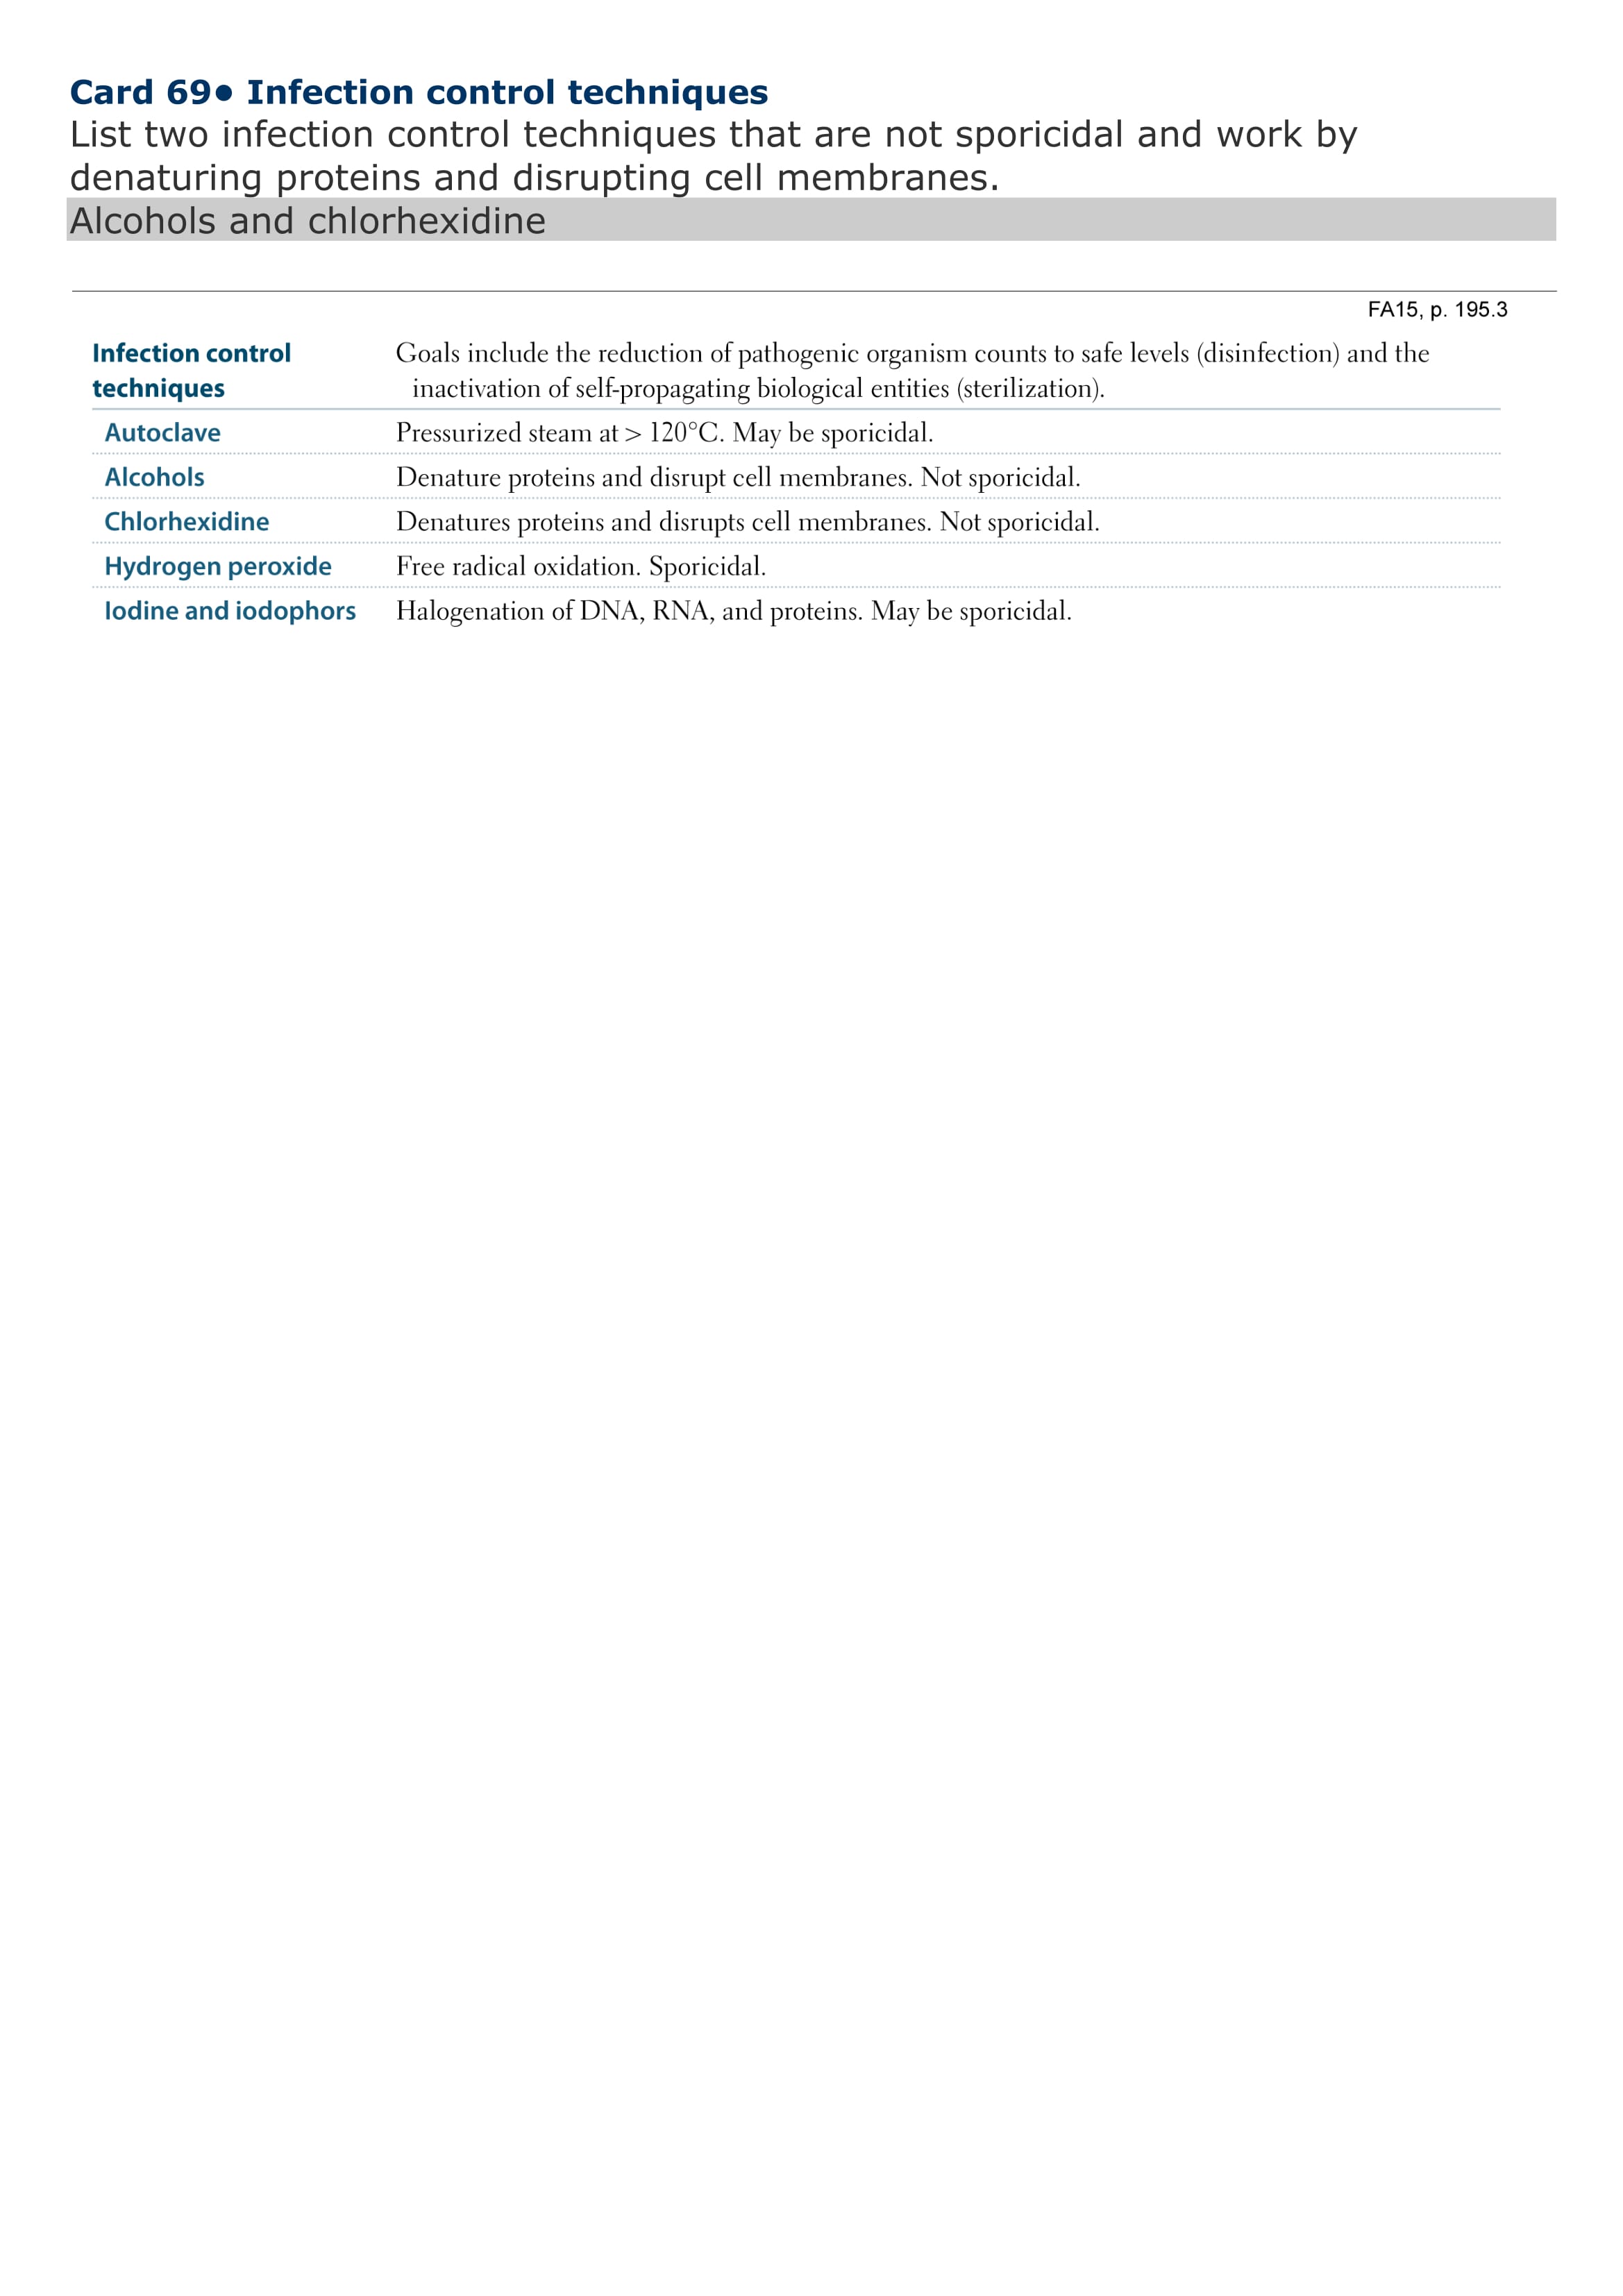 Card 69• Infection control techniques
List two infection control techniques that are not sporicidal and work by
denaturing proteins and disrupting cell membranes.
Alcohols and chlorhexidine
FA15, p. 195.3
Infection control techniques
Goals include the reduction of pathogenic organism counts to safe levels (disinfection) and the
inactivation of self-propagating biological entities (sterilization).
Autoclave Pressurized steam at > 120°C. May be sporicidal.
Alcohols Denature proteins and disrupt cell membranes. Not sporicidal.
Chlorhexidine Denatures proteins and disrupts cell membranes. Not sporicidal.
Hydrogen peroxide Free radical oxidation. Sporicidal.
Iodine and iodophors Halogenation of DNA, RNA, and proteins. May be sporicidal.